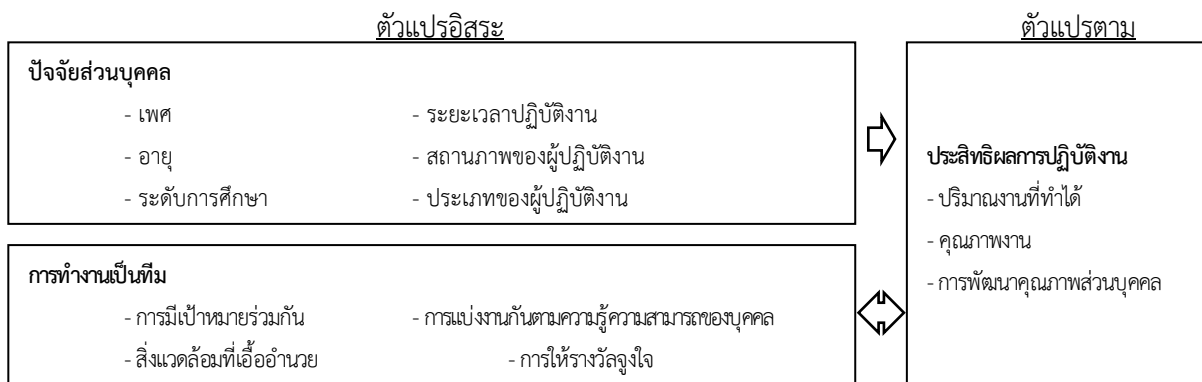 ตัวแปรอิสระ ตัวแปรตาม
ปัจจัยส่วนบุคคล
- เพศ - ระยะเวลาปฏิบัติงาน
- อายุ - สถานภาพของผู้ปฏิบัติงาน
- ระดับการศึกษา - ประเภทของผู้ปฏิบัติงาน
การทำงานเป็นทีม
- การมีเป้าหมายร่วมกัน - การแบ่งงานกันตามความรู้ความสามารถของบุคคล
- สิ่งแวดล้อมที่เอื้ออำนวย - การให้รางวัลจูงใจ
ประสิทธิผลการปฏิบัติงาน
- ปริมาณงานที่ทำได้
- คุณภาพงาน
- การพัฒนาคุณภาพส่วนบุคคล